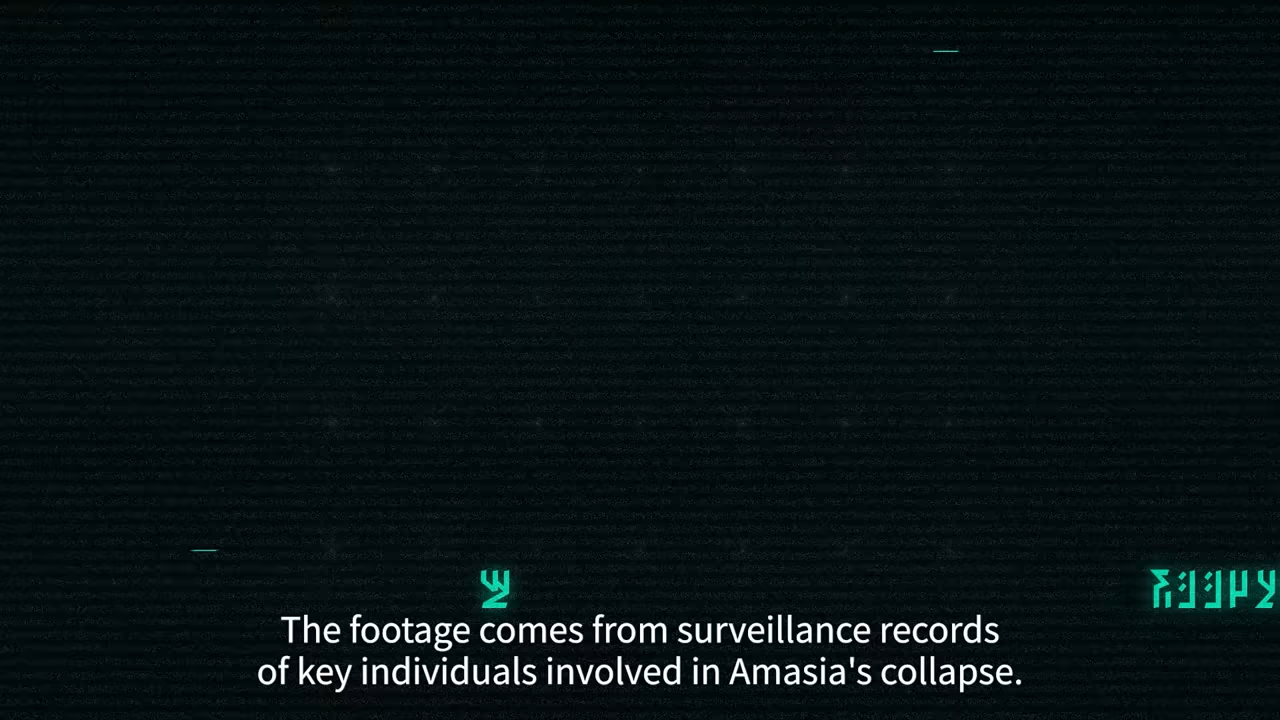 The footage comes from surveillance records
of key individuals involved in Amasia's collapse.